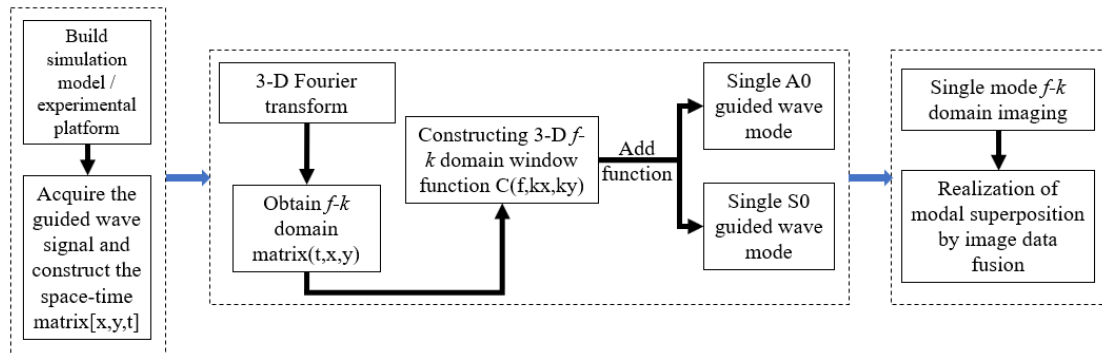 Build
simulation
model /
experimental
platform
Acquire the
guided wave
signal and
construct the
space-time
matrix[x,y,t]
3-D Fourier
transform
Obtain f-k
domain
matrix(t,x,y)
Constructing 3-D f-
k domain window
function C(f,kx,ky)
Add
function
Single A0
guided wave
mode
Single S0
guided wave
mode
Single mode f-k
domain imaging
Realization of
modal superposition
by image data
fusion